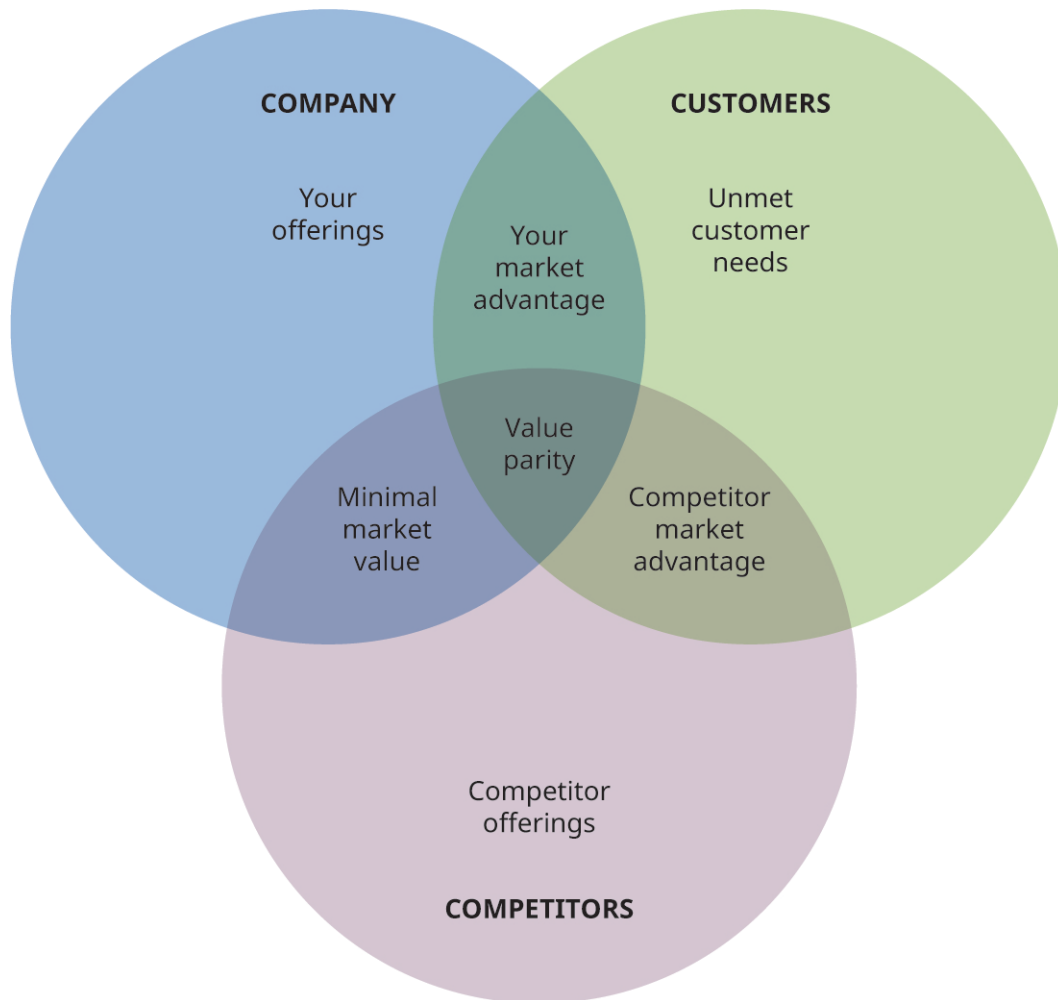 COMPANY
Your
offerings
CUSTOMERS
Unmet
customer
needs
Your
market
advantage
Value
parity
Minimal
market
value
Competitor
market
advantage
Competitor
offerings
COMPETITORS